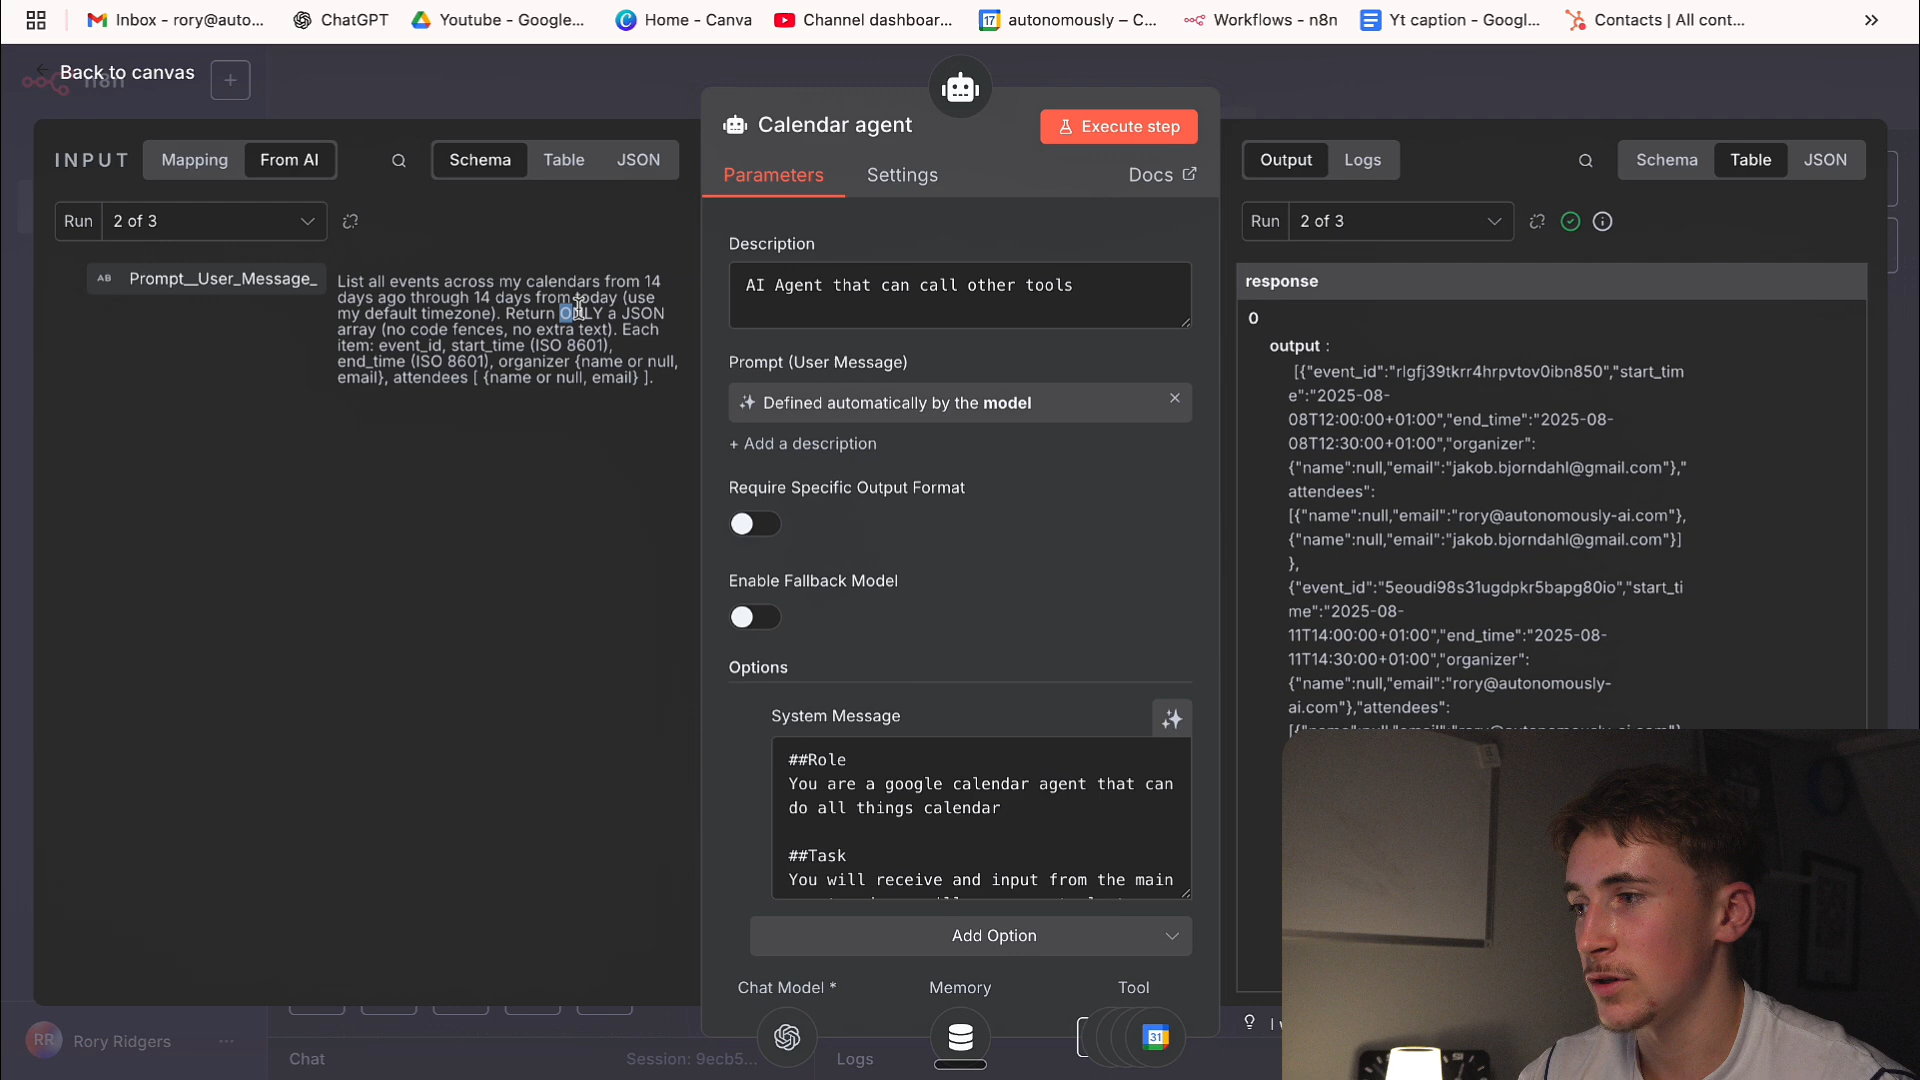 Inbox - rory@auto...
ChatGPT
Youtube - Google...
Home - Canva
Channel dashboar...
17
autonomously – C...
Workflows - n8n
Yt caption - Googl...
Contacts | All cont...
»
Back to canvas
n8n
+
Calendar agent
Execute step
INPUT
Mapping
From AI
Schema
Table
JSON
Parameters
Settings
Docs
Output
Logs
Schema
Table
JSON
Run
2 of 3
Run
2 of 3
AB
Prompt__User_Message_
List all events across my calendars from 14
days ago through 14 days from today (use
my default timezone). Return ONLY a JSON
array (no code fences, no extra text). Each
item: event_id, start_time (ISO 8601),
end_time (ISO 8601), organizer {name or null,
email}, attendees [ {name or null, email} ].
Description
AI Agent that can call other tools
Prompt (User Message)
Defined automatically by the model
+ Add a description
Require Specific Output Format
Enable Fallback Model
Options
System Message
##Role
You are a google calendar agent that can
do all things calendar
##Task
You will receive and input from the main
Add Option
Chat Model *
Memory
Tool
31
response
0
output :
[{"event_id":"rlgfj39tkrr4hrpvtov0ibn850","start_tim
e":"2025-08-
08T12:00:00+01:00","end_time":"2025-08-
08T12:30:00+01:00","organizer":
{"name":null,"email":"jakob.bjorndahl@gmail.com"},"
attendees":
[{"name":null,"email":"rory@autonomously-ai.com"},
{"name":null,"email":"jakob.bjorndahl@gmail.com"}]
},
{"event_id":"5eoudi98s31ugdpkr5bapg80io","start_ti
me":"2025-08-
11T14:00:00+01:00","end_time":"2025-08-
11T14:30:00+01:00","organizer":
{"name":null,"email":"rory@autonomously-
ai.com"},"attendees":
RR
Rory Ridgers
...
Chat
Session: 9ecb5...
Logs